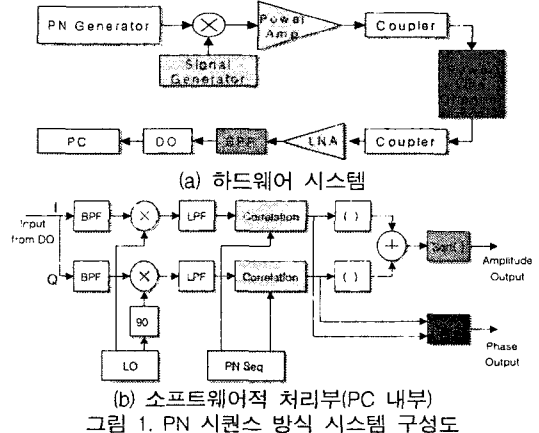 PN Generator
Power
Amp
Coupler
Signal
Generator
PC
DO
BPF
LNA
Coupler
(a) 하드웨어 시스템
I
Input
from DO
BPF
LPF
Correlation
( )
Q
BPF
LPF
Correlation
( )
Sqrt( )
Amplitude
Output
90
LO
PN Seq
Phase
Output
(b) 소프트웨어적 처리부(PC 내부)
그림 1. PN 시퀀스 방식 시스템 구성도